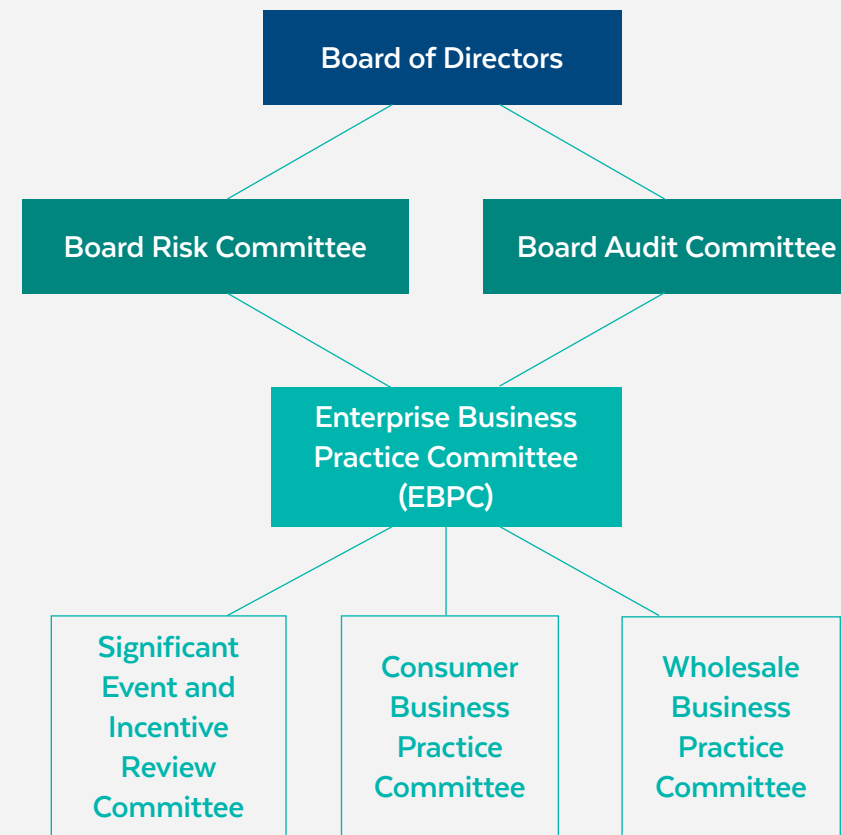 Board of Directors
Board Risk Committee
Board Audit Committee
Enterprise Business
Practice Committee
(EBPC)
Significant
Event and
Incentive
Review
Committee
Consumer
Business
Practice
Committee
Wholesale
Business
Practice
Committee